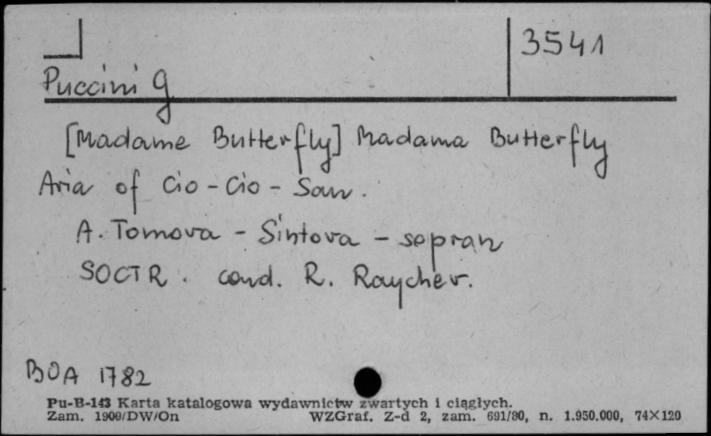 3541
Puccini G
[Madame Butterfly] Madama Butterfly
Aria of Cio-Cio-San.
A. Tomova - Sintova - sopran
SOCTR. cond. R. Raychev.
BOA 1782
Pu-B-143 Karta katalogowa wydawnictw zwartych i ciągłych.
Zam. 1900/DW/On WZGraf. Z-d 2, zam. 691/80, n. 1.950.000, 74×120